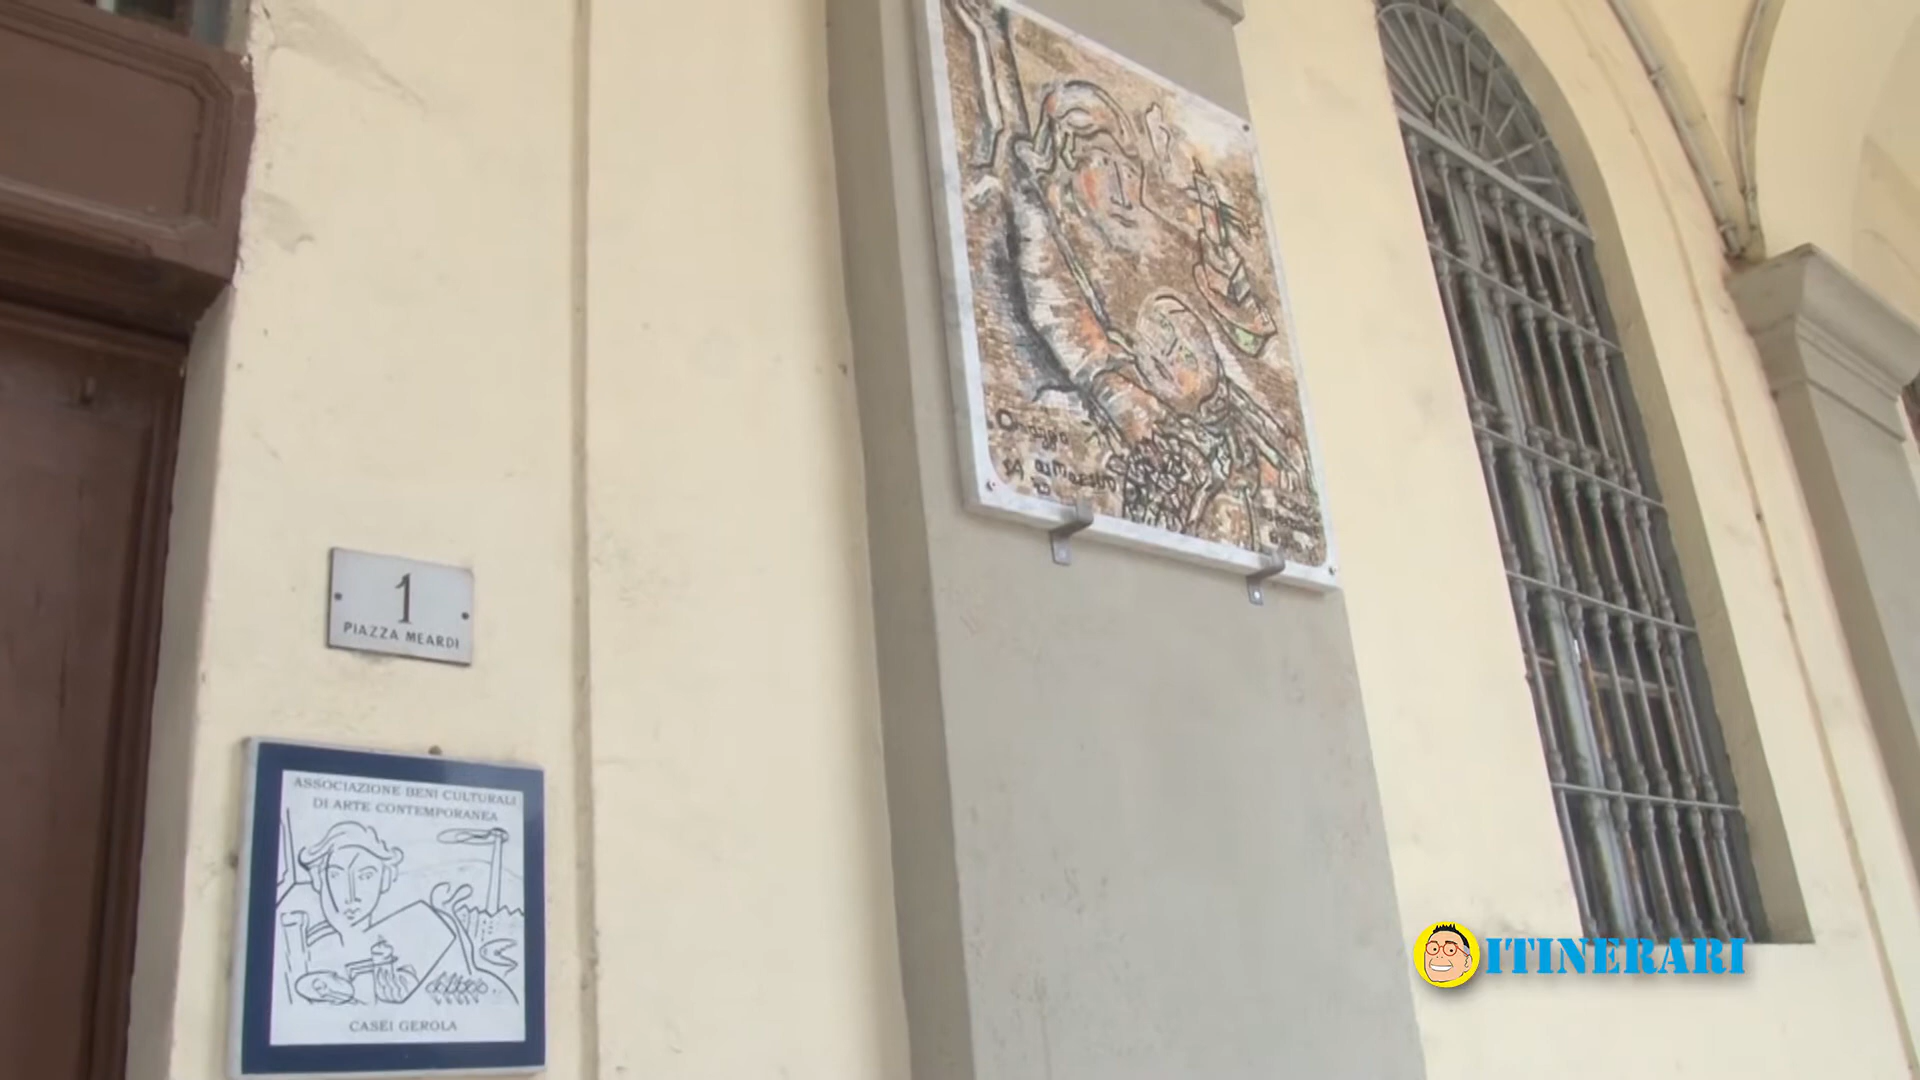 Omaggio
al Maestro
1
PIAZZA MEARDI
ASSOCIAZIONE BENI CULTURALI
DI ARTE CONTEMPORANEA
CASEI GEROLA
ITINERARI